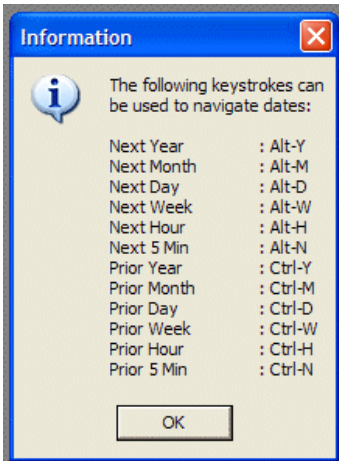 Information
The following keystrokes can
be used to navigate dates:
Next Year : Alt-Y
Next Month : Alt-M
Next Day : Alt-D
Next Week : Alt-W
Next Hour : Alt-H
Next 5 Min : Alt-N
Prior Year : Ctrl-Y
Prior Month : Ctrl-M
Prior Day : Ctrl-D
Prior Week : Ctrl-W
Prior Hour : Ctrl-H
Prior 5 Min : Ctrl-N
OK